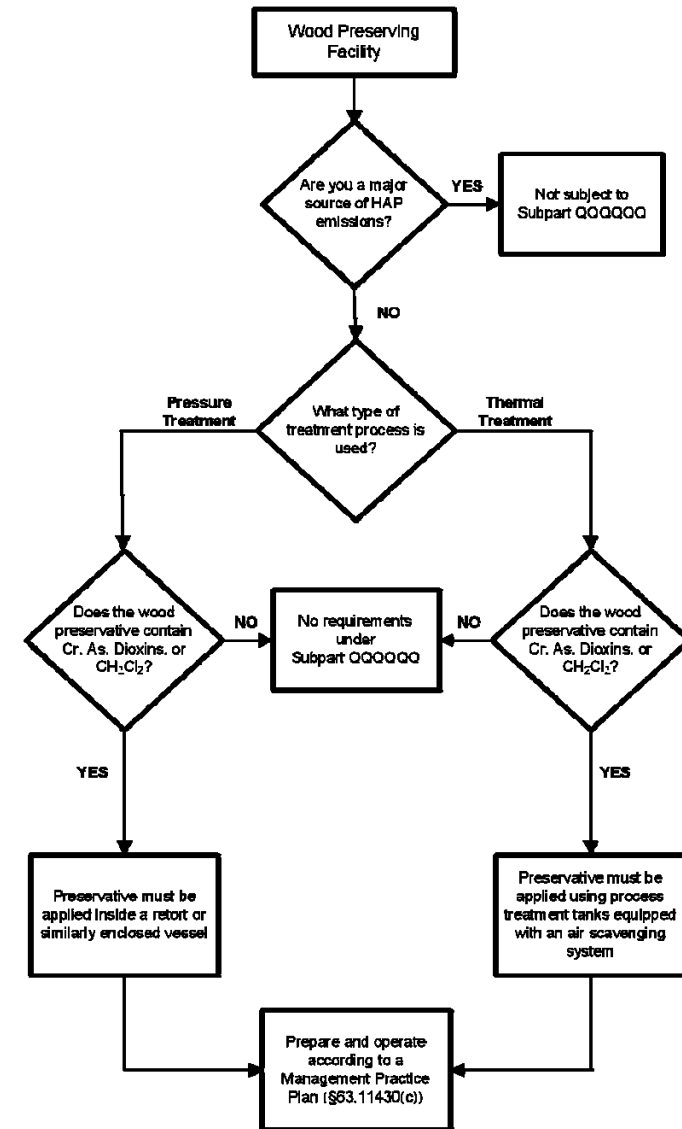 Wood Preserving
Facility
Are you a major
source of HAP
emissions?
YES
Not subject to
Subpart QQQQQQ
NO
Pressure
Treatment
What type of
treatment process is
used?
Thermal
Treatment
Does the wood
preservative contain
Cr. As. Dioxins. or
CH₂Cl₂?
NO
No requirements
under
Subpart QQQQQQ
NO
Does the wood
preservative contain
Cr. As. Dioxins. or
CH₂Cl₂?
YES
YES
Preservative must be
applied inside a retort or
similarly enclosed vessel
Preservative must be
applied using process
treatment tanks equipped
with an air scavenging
system
Prepare and operate
according to a
Management Practice
Plan (§63.11430(c))